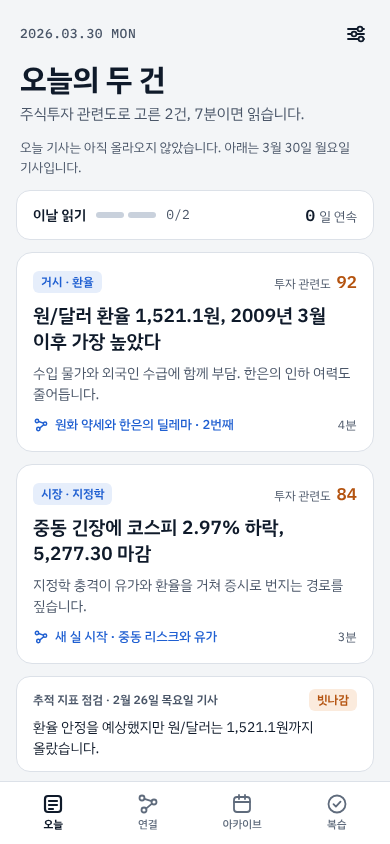 2026.03.30 MON
오늘의 두 건
주식투자 관련도로 고른 2건, 7분이면 읽습니다.
오늘 기사는 아직 올라오지 않았습니다. 아래는 3월 30일 월요일
기사입니다.
이날 읽기 0/2 0 일 연속
거시 · 환율 투자 관련도 92
원/달러 환율 1,521.1원, 2009년 3월
이후 가장 높았다
수입 물가와 외국인 수급에 함께 부담. 한은의 인하 여력도
줄어듭니다.
원화 약세와 한은의 딜레마 · 2번째 4분
시장 · 지정학 투자 관련도 84
중동 긴장에 코스피 2.97% 하락,
5,277.30 마감
지정학 충격이 유가와 환율을 거쳐 증시로 번지는 경로를
짚습니다.
새 실 시작 · 중동 리스크와 유가 3분
추적 지표 점검 · 2월 26일 목요일 기사 빗나감
환율 안정을 예상했지만 원/달러는 1,521.1원까지
올랐습니다.
오늘 연결 아카이브 복습